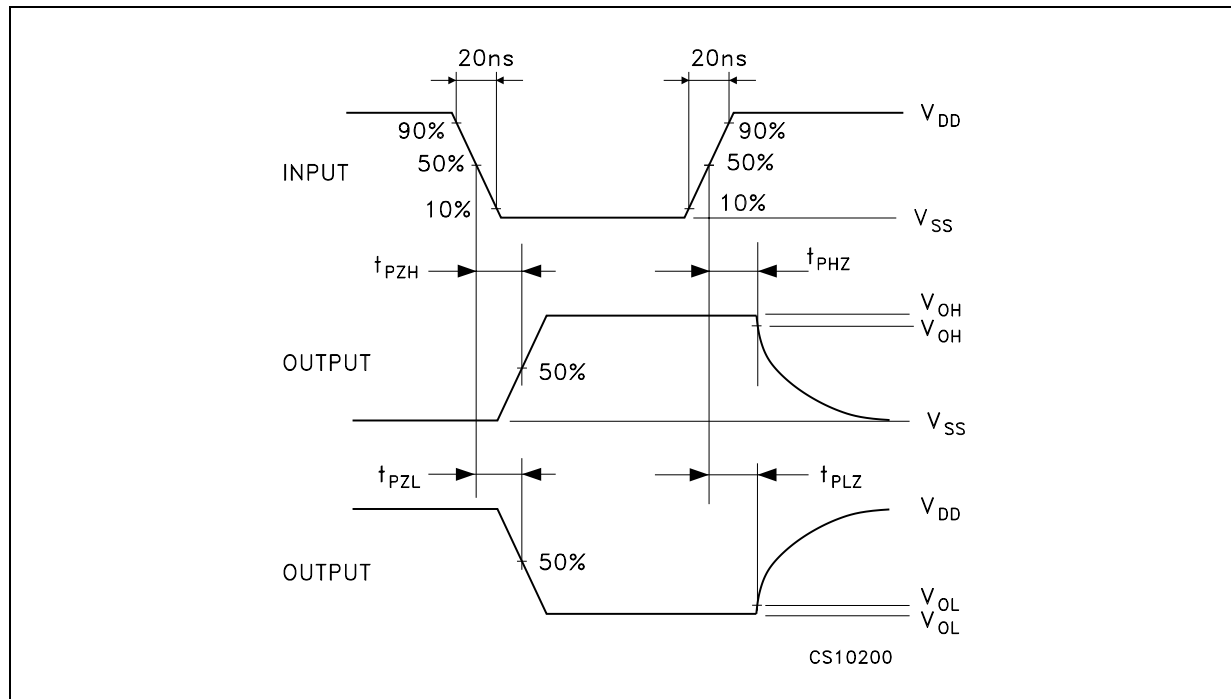 20ns 20ns
V_DD
90% 90%
INPUT 50% 50%
10% 10%
V_SS
t_PZH t_PHZ
V_OH
V_OH
OUTPUT 50%
V_SS
t_PZL t_PLZ
V_DD
OUTPUT 50%
V_OL
V_OL
CS10200